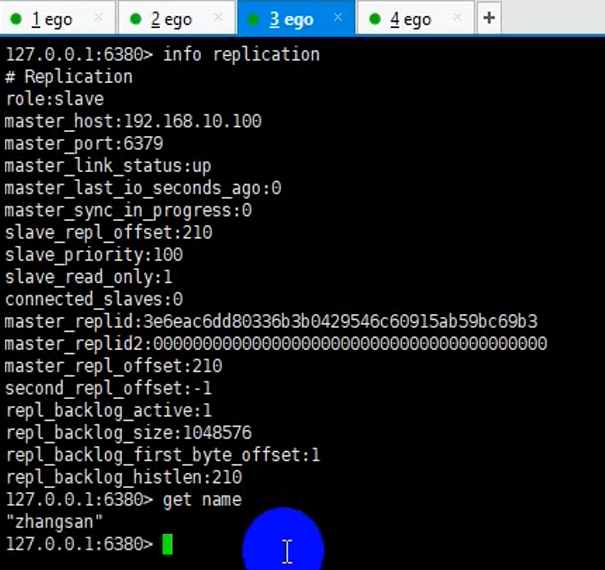 1 ego × 2 ego × 3 ego × 4 ego × +
127.0.0.1:6380> info replication
# Replication
role:slave
master_host:192.168.10.100
master_port:6379
master_link_status:up
master_last_io_seconds_ago:0
master_sync_in_progress:0
slave_repl_offset:210
slave_priority:100
slave_read_only:1
connected_slaves:0
master_replid:3e6eac6dd80336b3b0429546c60915ab59bc69b3
master_replid2:0000000000000000000000000000000000000000
master_repl_offset:210
second_repl_offset:-1
repl_backlog_active:1
repl_backlog_size:1048576
repl_backlog_first_byte_offset:1
repl_backlog_histlen:210
127.0.0.1:6380> get name
"zhangsan"
127.0.0.1:6380>